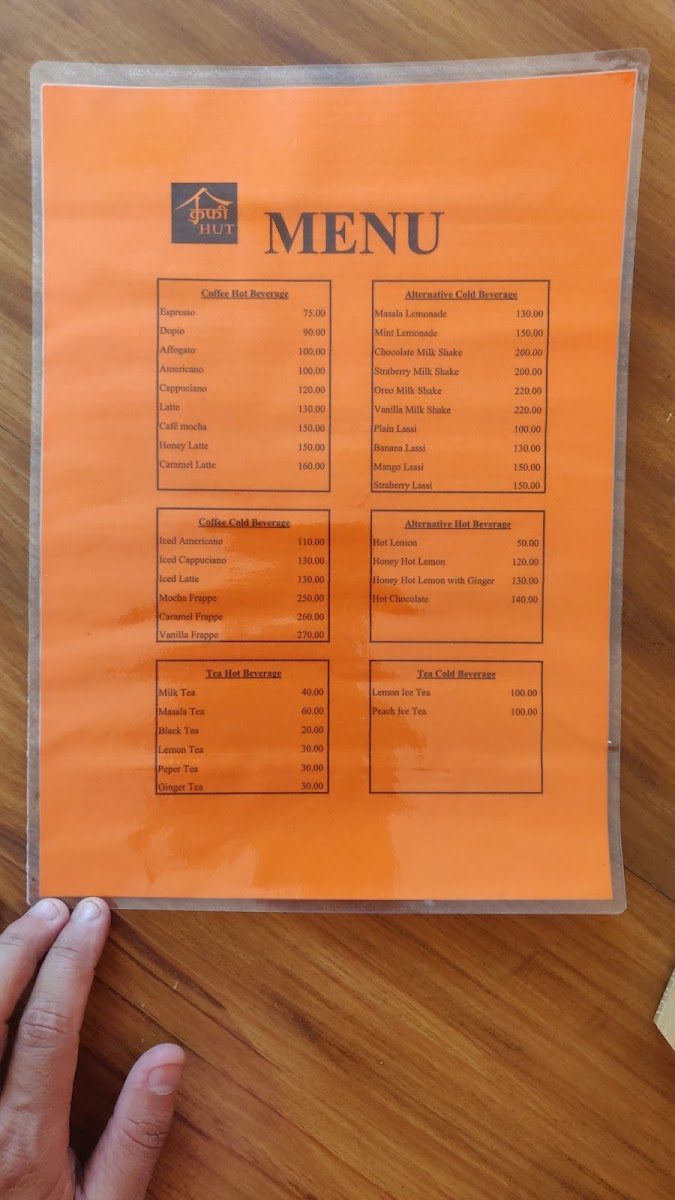 क्रफी
HUT
MENU
Coffee Hot Beverage
Espresso 75.00
Dopio 90.00
Affogato 100.00
Americano 100.00
Cappuciano 120.00
Latte 130.00
Café mocha 150.00
Honey Latte 150.00
Caramel Latte 160.00
Alternative Cold Beverage
Masala Lemonade 130.00
Mint Lemonade 150.00
Chocolate Milk Shake 200.00
Straberry Milk Shake 200.00
Oreo Milk Shake 220.00
Vanilla Milk Shake 220.00
Plain Lassi 100.00
Banana Lassi 130.00
Mango Lassi 150.00
Straberry Lassi 150.00
Coffee Cold Beverage
Iced Americano 110.00
Iced Cappuciano 130.00
Iced Latte 130.00
Mocha Frappe 250.00
Caramel Frappe 260.00
Vanilla Frappe 270.00
Alternative Hot Beverage
Hot Lemon 50.00
Honey Hot Lemon 120.00
Honey Hot Lemon with Ginger 130.00
Hot Chocolate 140.00
Tea Hot Beverage
Milk Tea 40.00
Masala Tea 60.00
Black Tea 20.00
Lemon Tea 30.00
Peper Tea 30.00
Ginger Tea 30.00
Tea Cold Beverage
Lemon Ice Tea 100.00
Peach Ice Tea 100.00